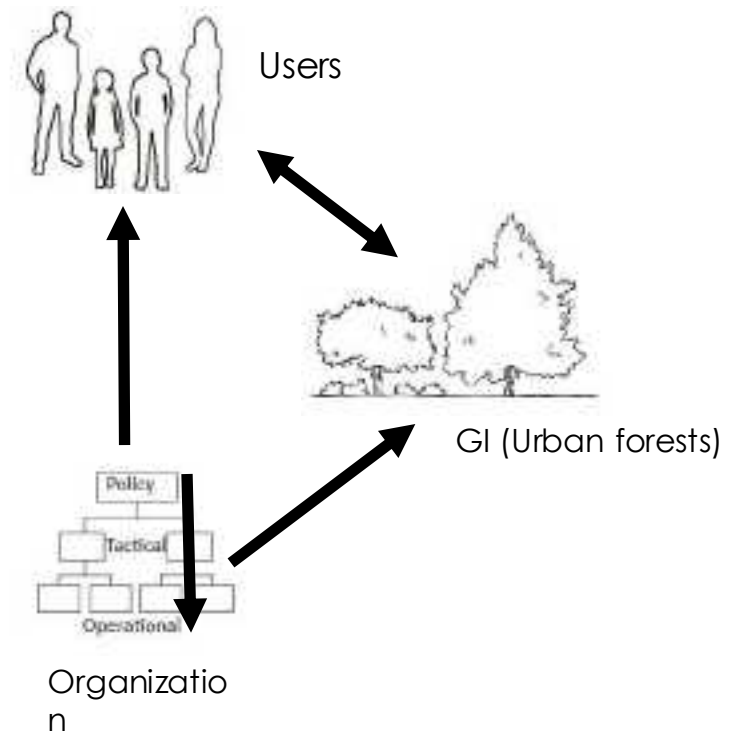 Users
GI (Urban forests)
Policy
Tactical
Operational
Organizatio
n